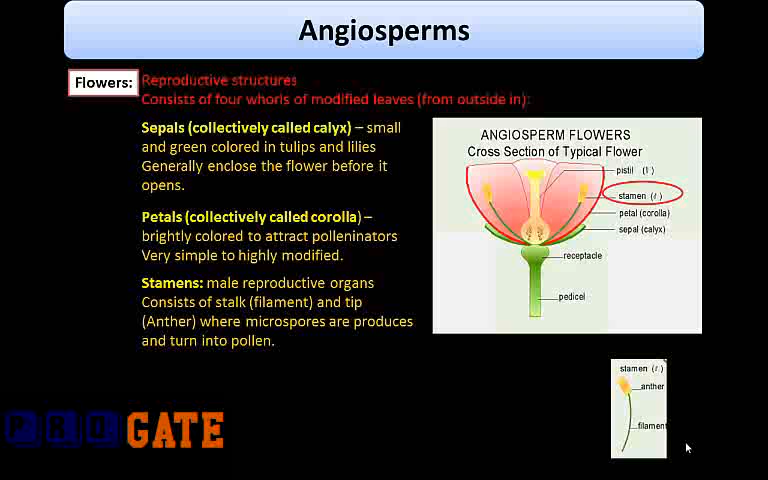 Angiosperms
Flowers:
Reproductive structures
Consists of four whorls of modified leaves (from outside in):
Sepals (collectively called calyx) – small
and green colored in tulips and lilies
Generally enclose the flower before it
opens.
Petals (collectively called corolla) –
brightly colored to attract polleninators
Very simple to highly modified.
Stamens: male reproductive organs
Consists of stalk (filament) and tip
(Anther) where microspores are produces
and turn into pollen.
ANGIOSPERM FLOWERS
Cross Section of Typical Flower
pistil
stamen
petal (corolla)
sepal (calyx)
receptacle
pedicel
stamen
anther
filament
PRO GATE